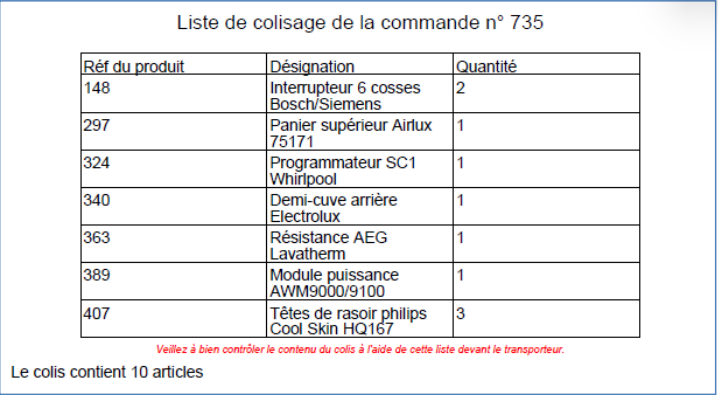 Liste de colisage de la commande n° 735
Réf du produit Désignation Quantité
148 Interrupteur 6 cosses 2
Bosch/Siemens
297 Panier supérieur Airlux 1
75171
324 Programmateur SC1 1
Whirlpool
340 Demi-cuve arrière 1
Electrolux
363 Résistance AEG 1
Lavatherm
389 Module puissance 1
AWM9000/9100
407 Têtes de rasoir philips 3
Cool Skin HQ167
Veillez à bien contrôler le contenu du colis à l'aide de cette liste devant le transporteur.
Le colis contient 10 articles